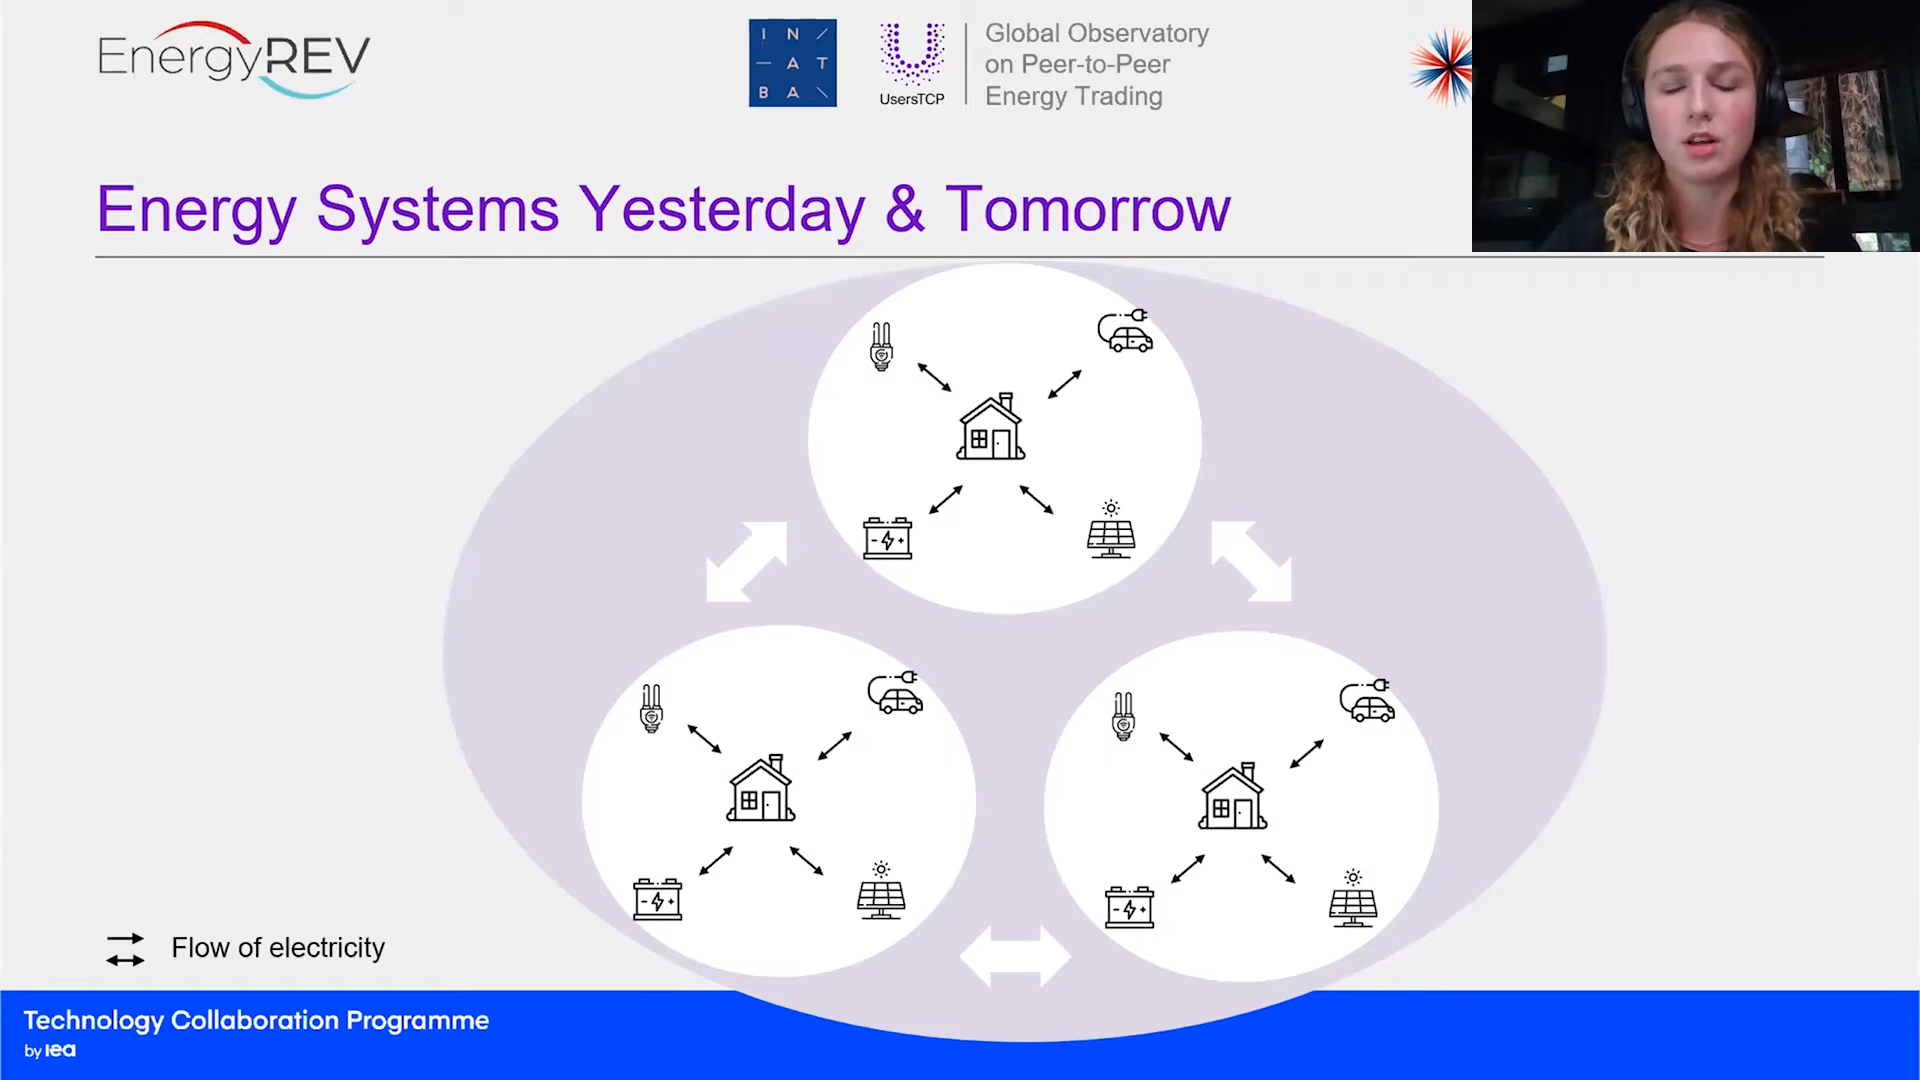 EnergyREV
I N /
— A T
B A \
UsersTCP
Global Observatory
on Peer-to-Peer
Energy Trading
Energy Systems Yesterday & Tomorrow
Flow of electricity
Technology Collaboration Programme
by iea